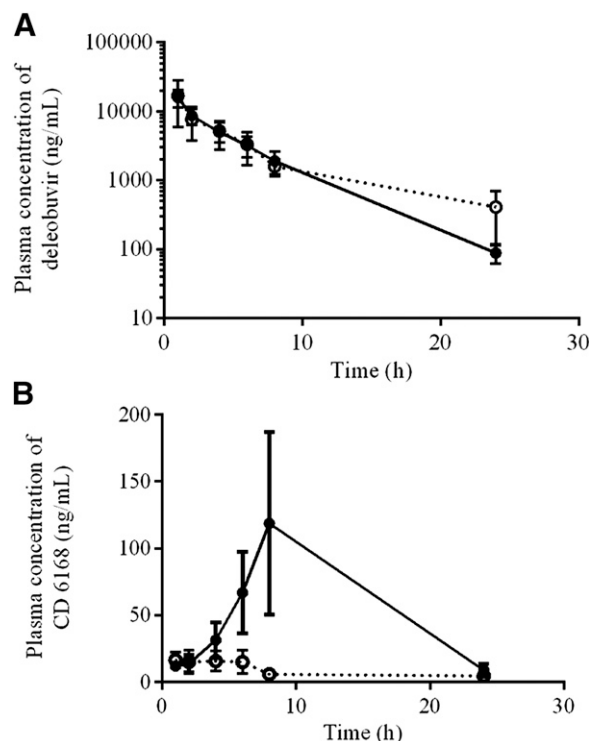 A
Plasma concentration of
deleobuvir (ng/mL)
100000
10000
1000
100
10
0
10
20
30
Time (h)
B
Plasma concentration of
CD 6168 (ng/mL)
200
150
100
50
0
0
10
20
30
Time (h)